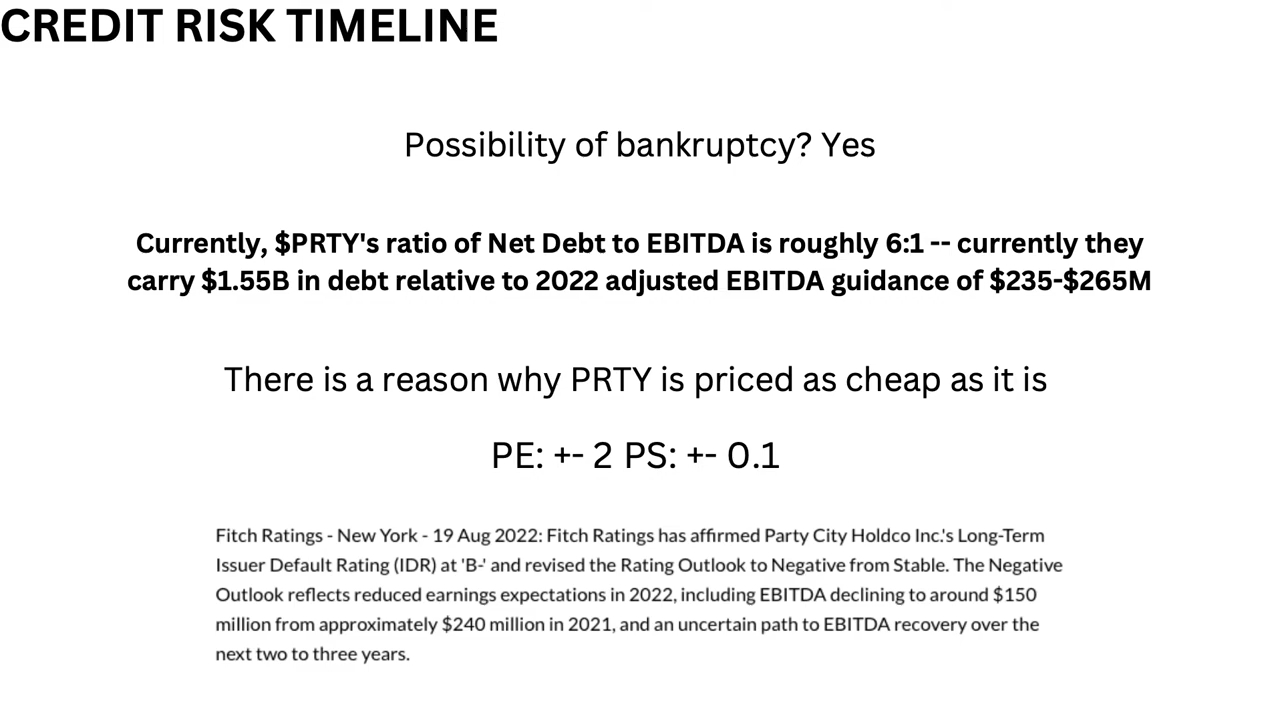 CREDIT RISK TIMELINE
Possibility of bankruptcy? Yes
Currently, $PRTY's ratio of Net Debt to EBITDA is roughly 6:1 -- currently they
carry $1.55B in debt relative to 2022 adjusted EBITDA guidance of $235-$265M
There is a reason why PRTY is priced as cheap as it is
PE: +- 2 PS: +- 0.1
Fitch Ratings - New York - 19 Aug 2022: Fitch Ratings has affirmed Party City Holdco Inc.'s Long-Term
Issuer Default Rating (IDR) at 'B-' and revised the Rating Outlook to Negative from Stable. The Negative
Outlook reflects reduced earnings expectations in 2022, including EBITDA declining to around $150
million from approximately $240 million in 2021, and an uncertain path to EBITDA recovery over the
next two to three years.